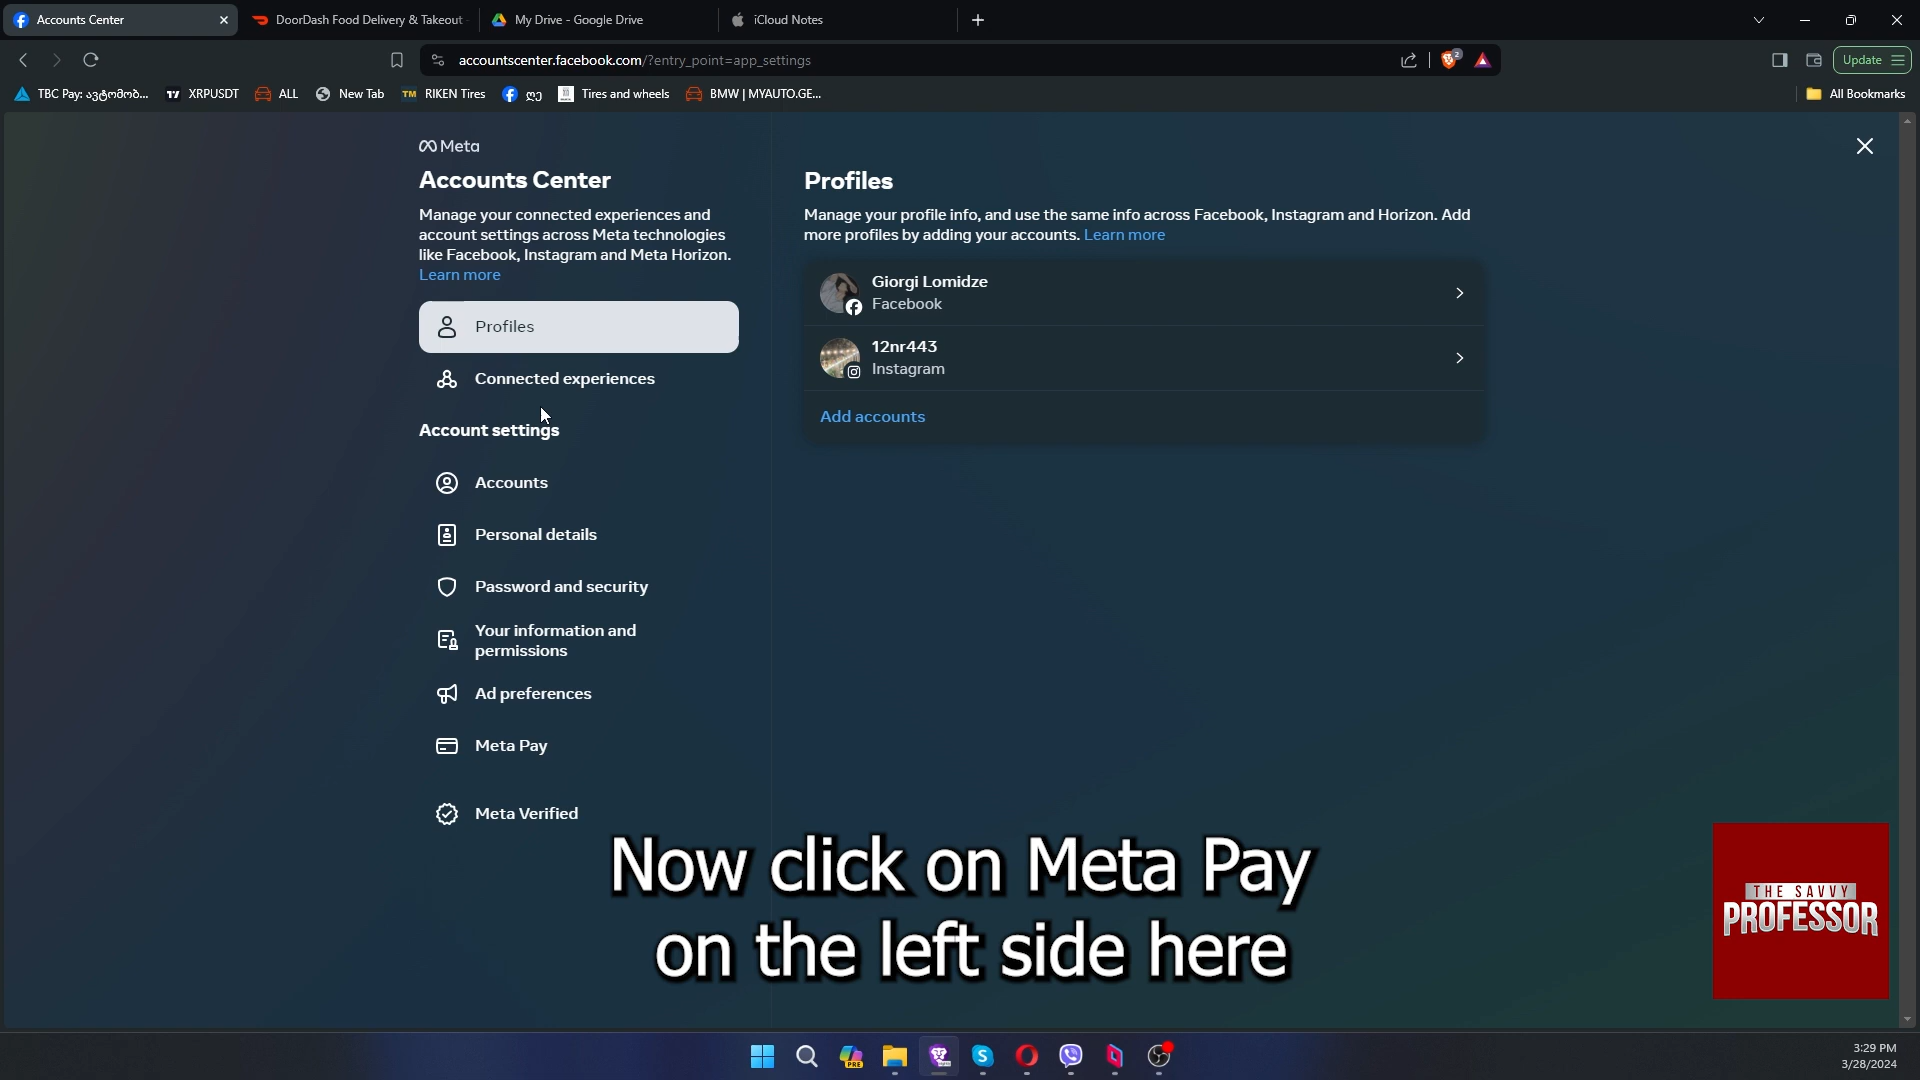 Accounts Center
DoorDash Food Delivery & Takeout
My Drive - Google Drive
iCloud Notes
accountscenter.facebook.com/?entry_point=app_settings
2
Update
TBC Pay: ავტომობ...
XRPUSDT
ALL
New Tab
TM
RIKEN Tires
ღე
Tires and wheels
BMW | MYAUTO.GE...
All Bookmarks
Meta
Accounts Center
Manage your connected experiences and
account settings across Meta technologies
like Facebook, Instagram and Meta Horizon.
Learn more
Profiles
Connected experiences
Account settings
Accounts
Personal details
Password and security
Your information and
permissions
Ad preferences
Meta Pay
Meta Verified
Profiles
Manage your profile info, and use the same info across Facebook, Instagram and Horizon. Add
more profiles by adding your accounts. Learn more
Giorgi Lomidze
Facebook
12nr443
Instagram
Add accounts
Now click on Meta Pay
on the left side here
THE SAVVY
PROFESSOR
PRE
3:29 PM
3/28/2024